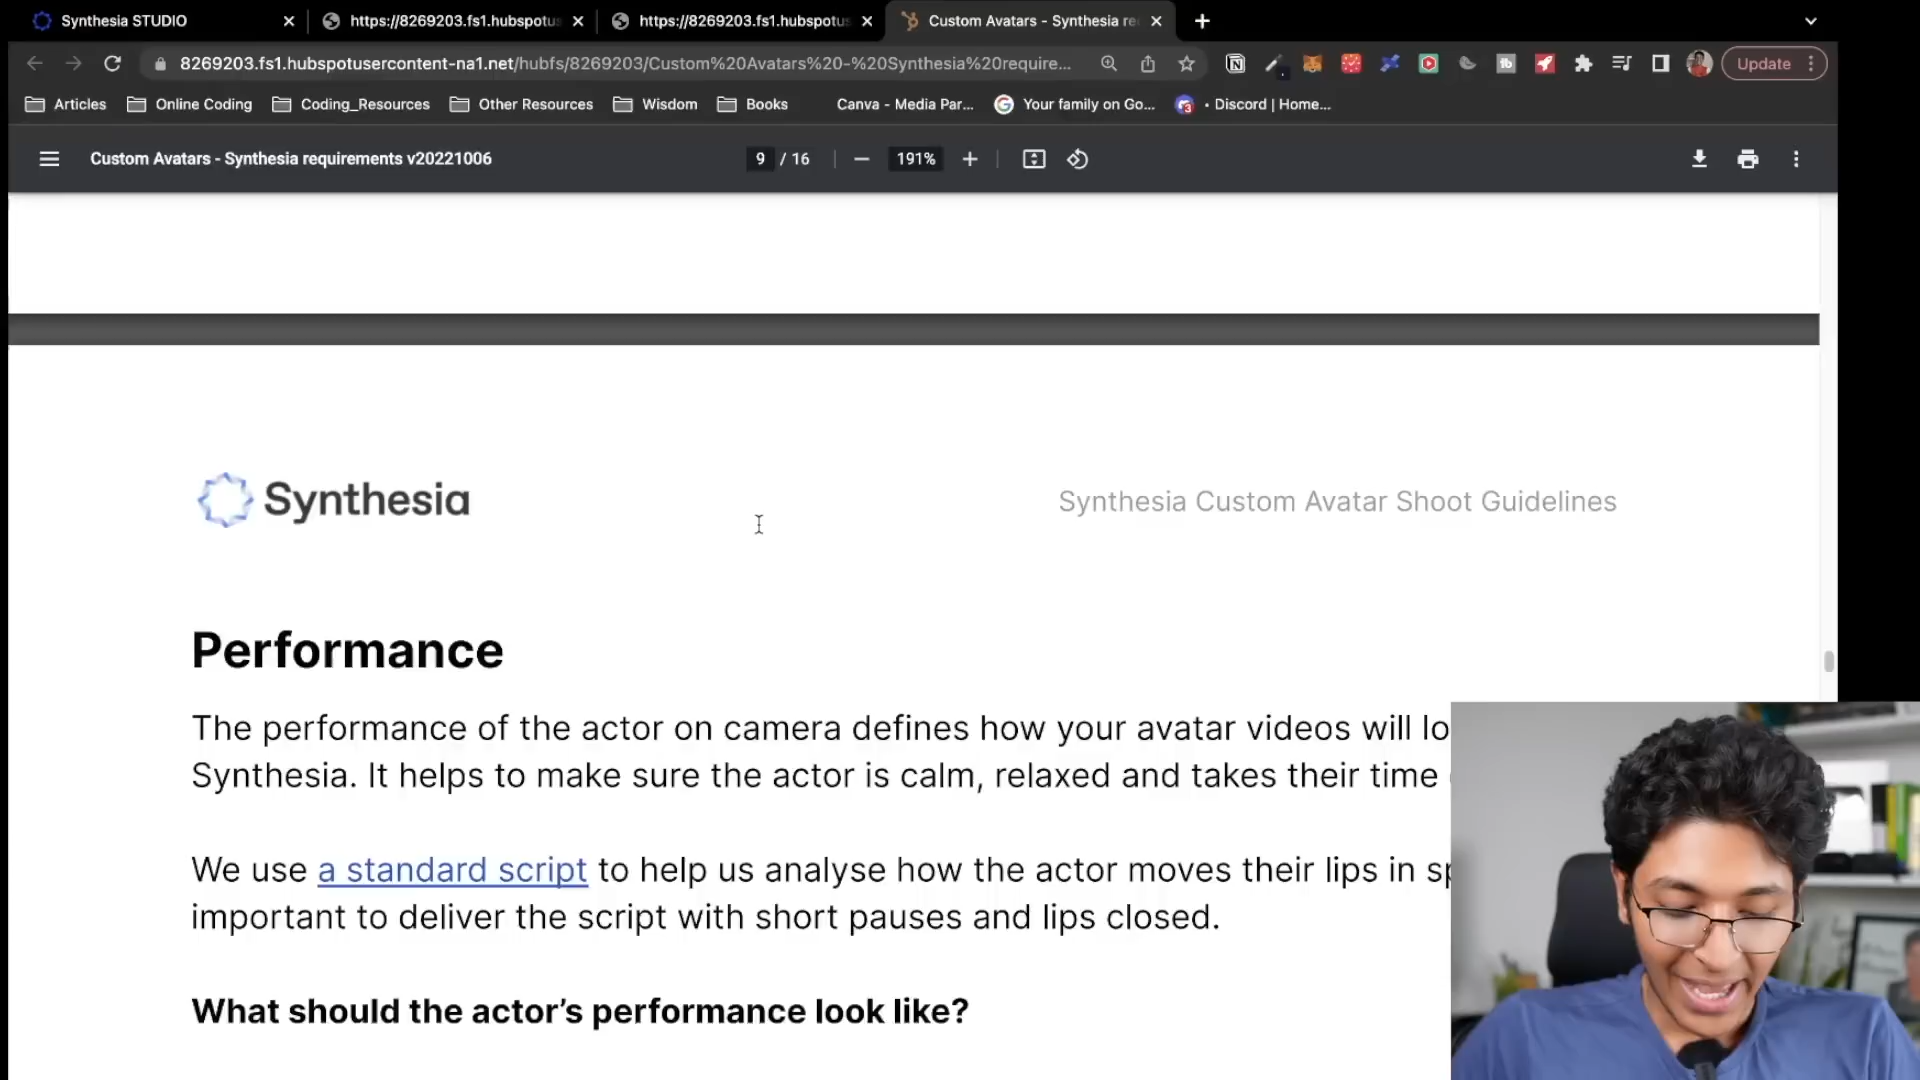 Synthesia STUDIO
https://8269203.fs1.hubspotus
https://8269203.fs1.hubspotus
Custom Avatars - Synthesia re
8269203.fs1.hubspotusercontent-na1.net/hubfs/8269203/Custom%20Avatars%20-%20Synthesia%20require...
Update
Articles
Online Coding
Coding_Resources
Other Resources
Wisdom
Books
Canva - Media Par...
Your family on Go...
• Discord | Home...
Custom Avatars - Synthesia requirements v20221006
9 / 16
191%
Synthesia
Synthesia Custom Avatar Shoot Guidelines
Performance
The performance of the actor on camera defines how your avatar videos will lo
Synthesia. It helps to make sure the actor is calm, relaxed and takes their time
We use a standard script to help us analyse how the actor moves their lips in sp
important to deliver the script with short pauses and lips closed.
What should the actor’s performance look like?